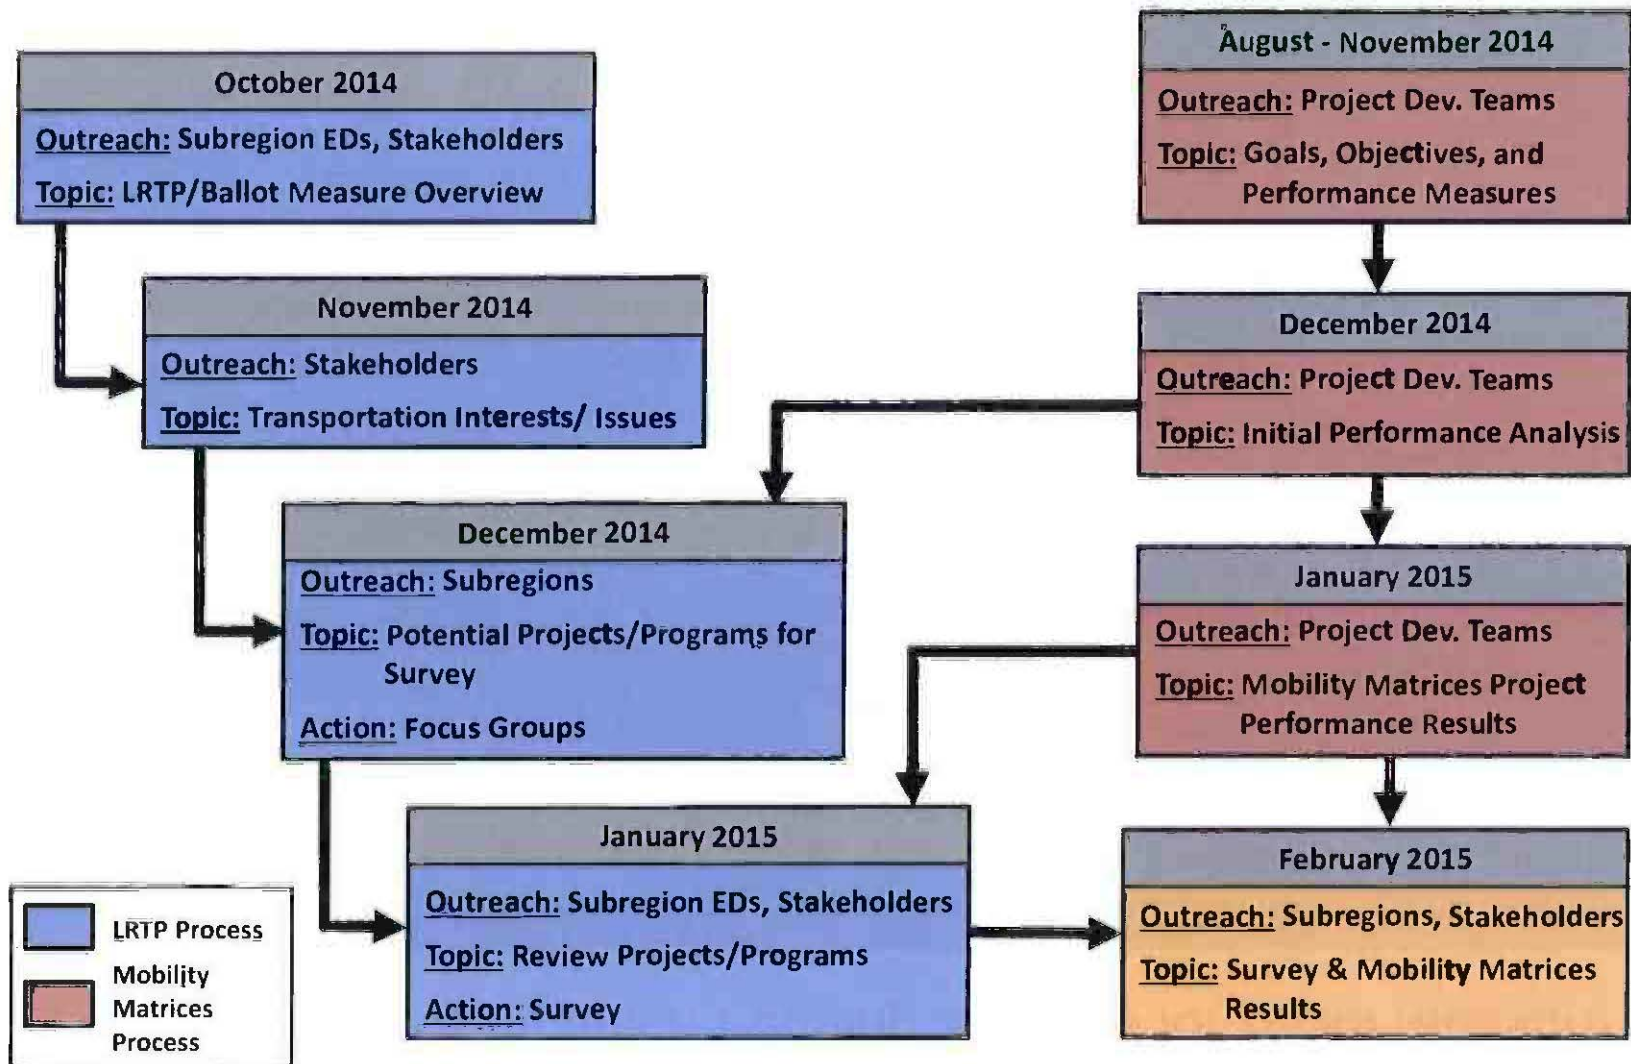 October 2014
Outreach: Subregion EDs, Stakeholders
Topic: LRTP/Ballot Measure Overview
November 2014
Outreach: Stakeholders
Topic: Transportation Interests/ Issues
December 2014
Outreach: Subregions
Topic: Potential Projects/Programs for
Survey
Action: Focus Groups
January 2015
Outreach: Subregion EDs, Stakeholders
Topic: Review Projects/Programs
Action: Survey
August - November 2014
Outreach: Project Dev. Teams
Topic: Goals, Objectives, and
Performance Measures
December 2014
Outreach: Project Dev. Teams
Topic: Initial Performance Analysis
January 2015
Outreach: Project Dev. Teams
Topic: Mobility Matrices Project
Performance Results
February 2015
Outreach: Subregions, Stakeholders
Topic: Survey & Mobility Matrices
Results
LRTP Process
Mobility
Matrices
Process